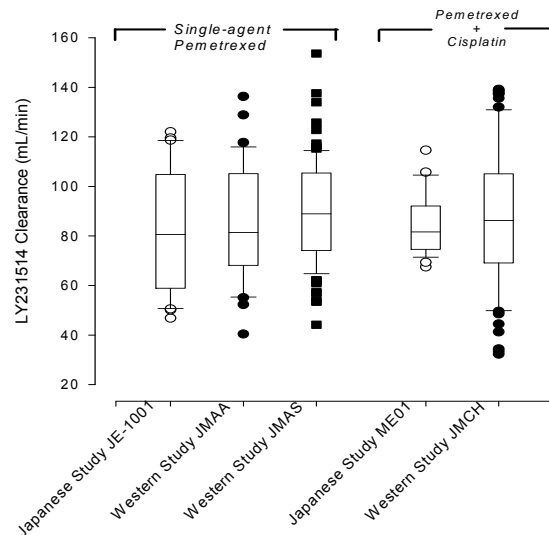 Single-agent
Pemetrexed
Pemetrexed
+
Cisplatin
LY231514 Clearance (mL/min)
160
140
120
100
80
60
40
20
Japanese Study JE-1001
Western Study JMAA
Western Study JMAS
Japanese Study ME01
Western Study JMCH